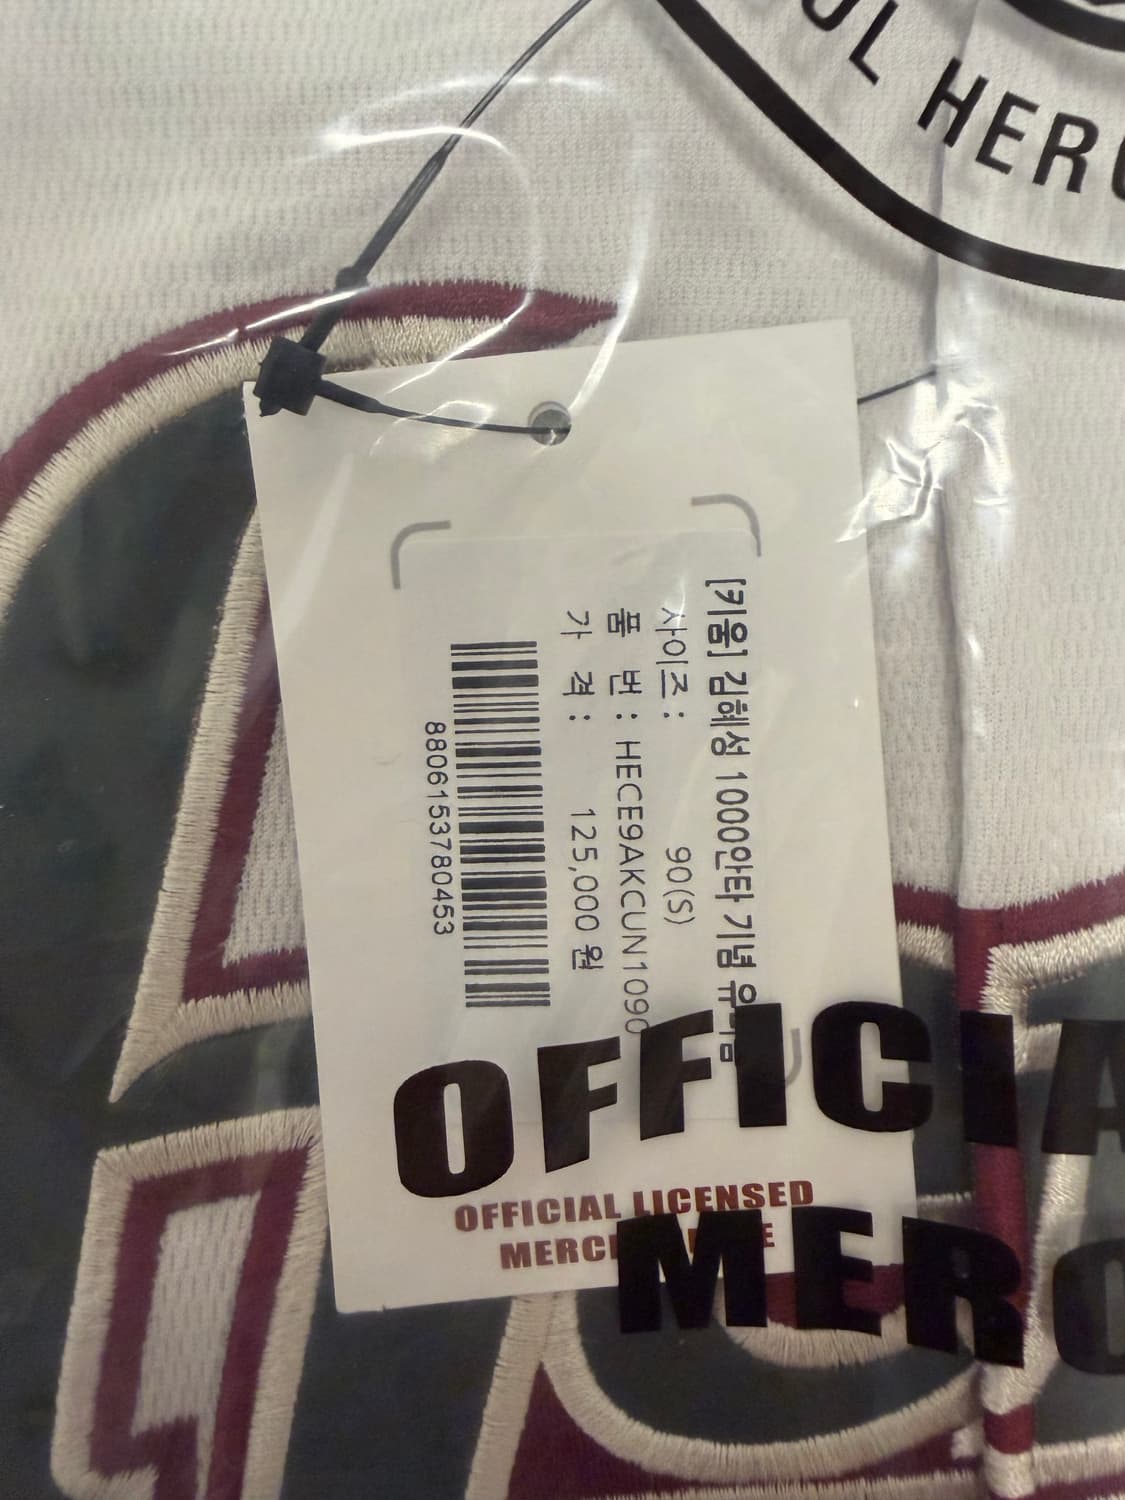 UL HERO
[키움] 김혜성 1000안타 기념 유니폼
사이즈: 90(S)
품 번: HECE9AKCUN1090
가 격: 125,000 원
8806153780453
OFFICIAL LICENSED
OFFICIA
MERC